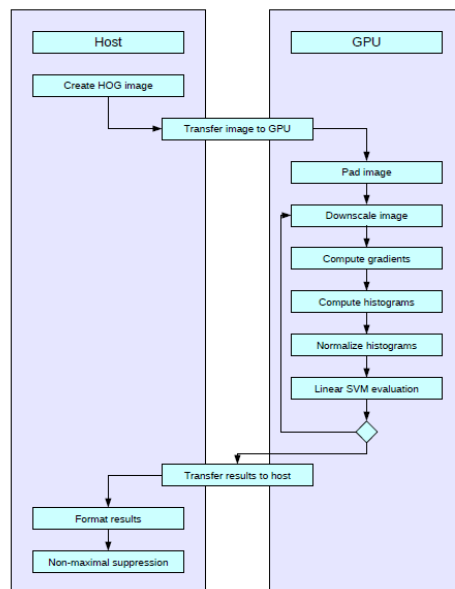 Host
GPU
Create HOG image
Transfer image to GPU
Pad image
Downscale image
Compute gradients
Compute histograms
Normalize histograms
Linear SVM evaluation
Transfer results to host
Format results
Non-maximal suppression